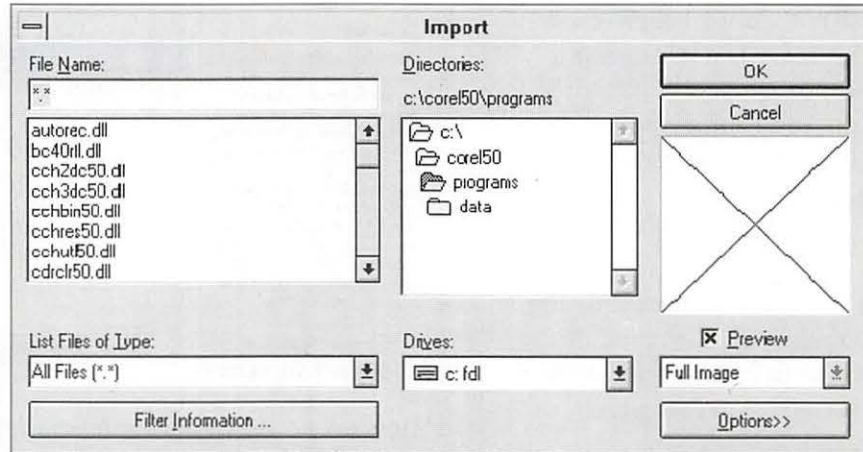 Import
File Name:
*.*
autorec.dll
bc40rtl.dll
cch2dc50.dll
cch3dc50.dll
cchbin50.dll
cchres50.dll
cchutl50.dll
cdrclr50.dll
List Files of Type:
All Files (*.*)
Filter Information ...
Directories:
c:\corel50\programs
c:\
corel50
programs
data
Drives:
c: fdl
OK
Cancel
Preview
Full Image
Options>>